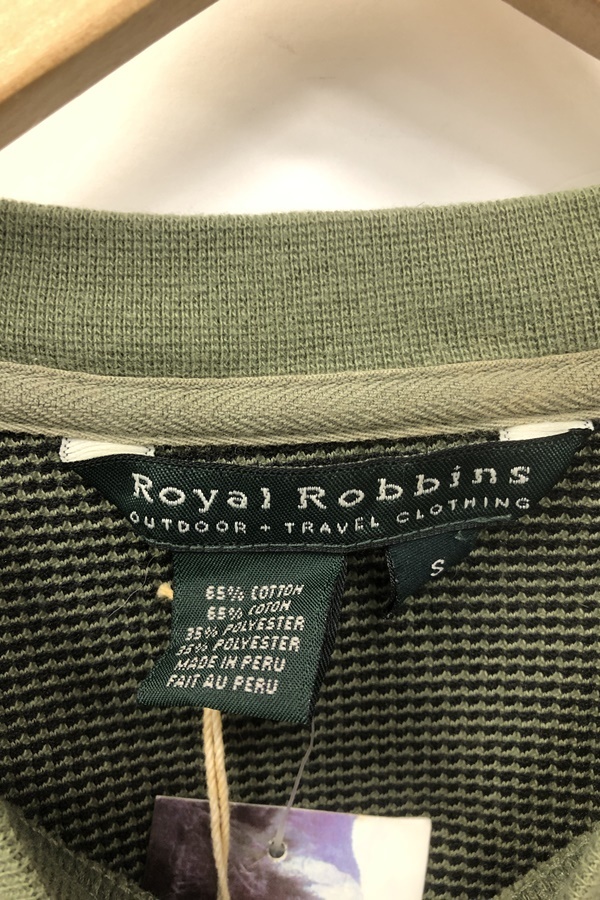 Royal Robbins
OUTDOOR + TRAVEL CLOTHING
S
65% COTTON
65% COTON
35% POLYESTER
35% POLYESTER
MADE IN PERU
FAIT AU PERU